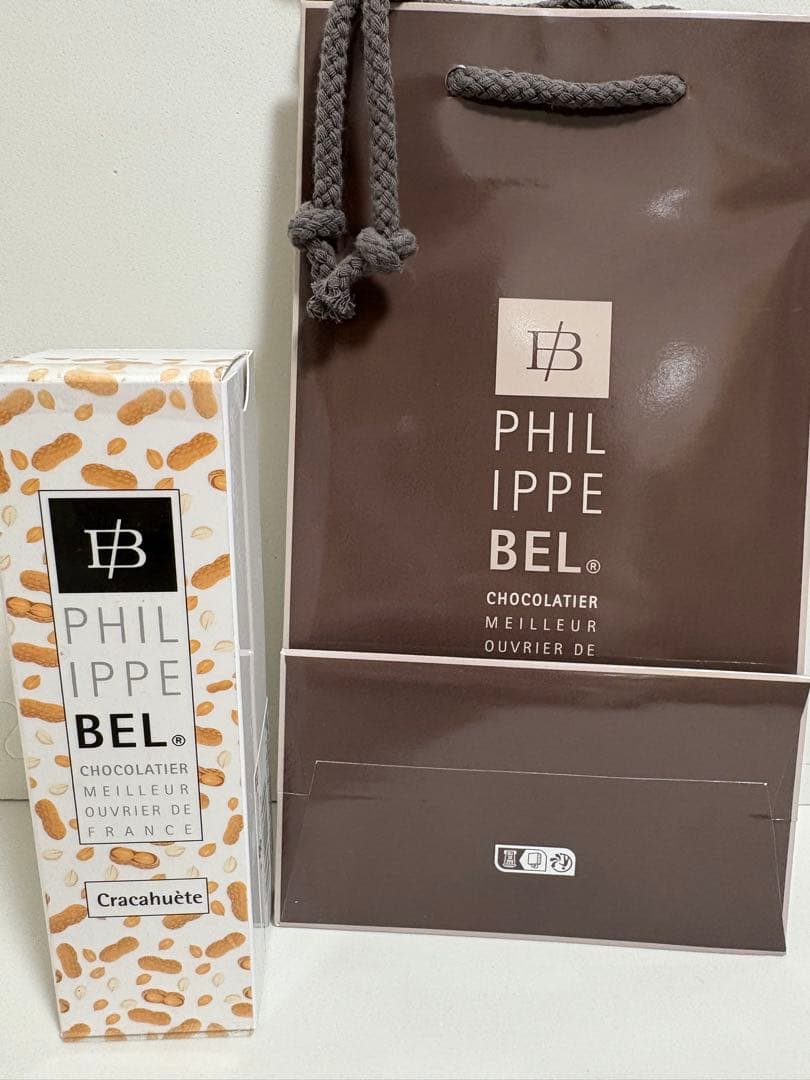 PHIL
IPPE
BEL®
CHOCOLATIER
MEILLEUR
OUVRIER DE
FRANCE
Cracahuète
PHIL
IPPE
BEL®
CHOCOLATIER
MEILLEUR
OUVRIER DE